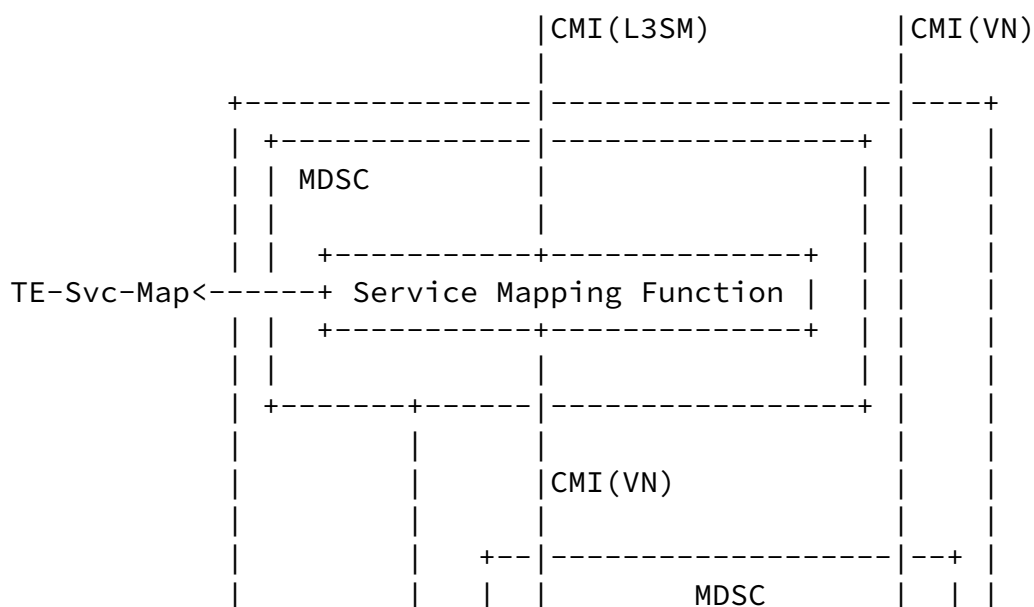 |CMI(L3SM)          |CMI(VN)
|                   |
+----------------|-------------------|----+
| +--------------|-----------------+ |    |
| | MDSC         |                 | |    |
| |              |                 | |    |
| |  +-----------+--------------+  | |    |
TE-Svc-Map<------+ Service Mapping Function |  | |    |
| |  +-----------+--------------+  | |    |
| |              |                 | |    |
| +-------+------|-----------------+ |    |
|         |      |                   |    |
|         |      |CMI(VN)            |    |
|         |      |                   |    |
|         |   +--|-------------------|--+ |
|         |   |  |        MDSC       |  | |